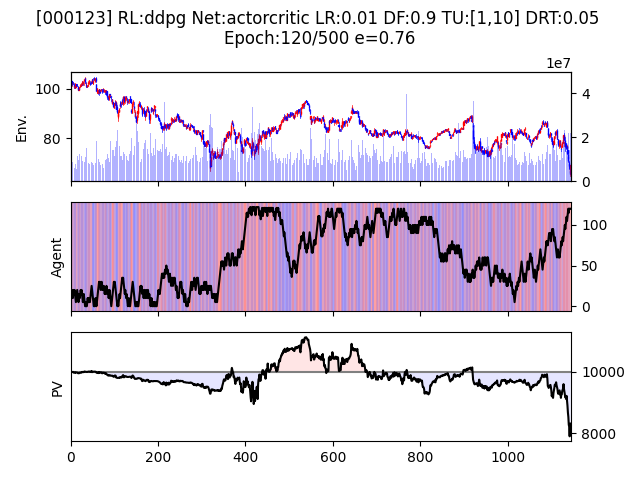 [000123] RL:ddpg Net:actorcritic LR:0.01 DF:0.9 TU:[1,10] DRT:0.05
Epoch:120/500 e=0.76
1e7
Env.
100
80
4
2
0
Agent
100
50
0
PV
10000
8000
0 200 400 600 800 1000